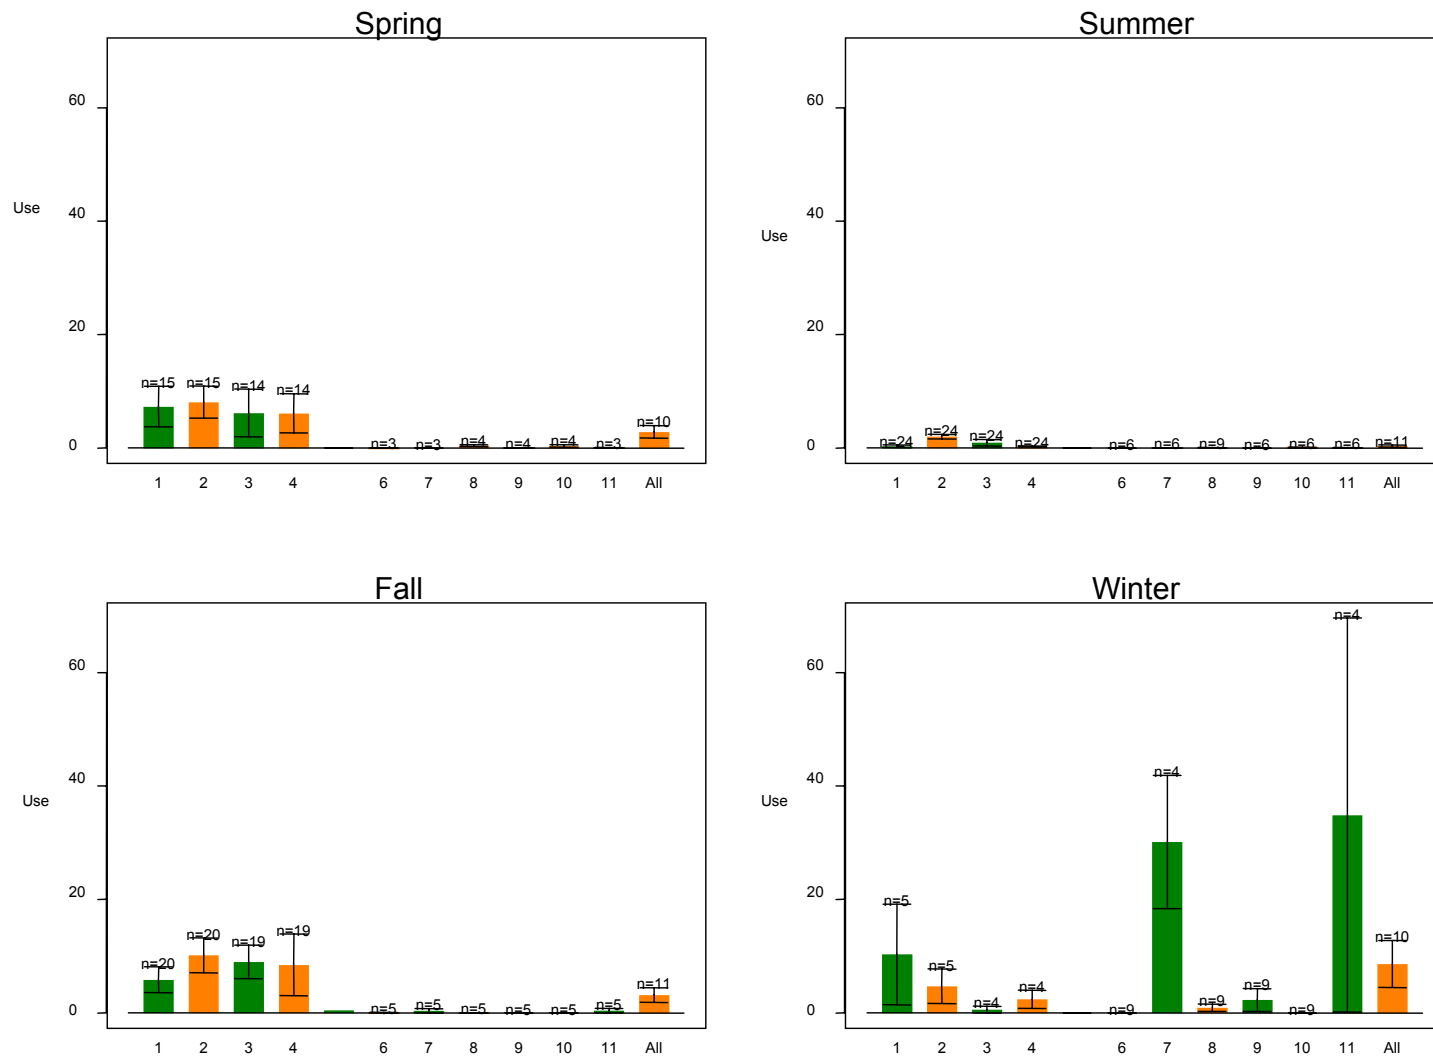 Spring
60
40
20
0
Use
n=15 n=15 n=14 n=14 n=3 n=3 n=4 n=4 n=4 n=3 n=10
1 2 3 4 6 7 8 9 10 11 All
Summer
60
40
20
0
Use
n=24 n=24 n=24 n=24 n=6 n=6 n=9 n=6 n=6 n=6 n=11
1 2 3 4 6 7 8 9 10 11 All
Fall
60
40
20
0
Use
n=20 n=20 n=19 n=19 n=5 n=5 n=5 n=5 n=5 n=5 n=11
1 2 3 4 6 7 8 9 10 11 All
Winter
60
40
20
0
Use
n=5 n=5 n=4 n=4 n=9 n=4 n=9 n=9 n=9 n=4 n=10
1 2 3 4 6 7 8 9 10 11 All